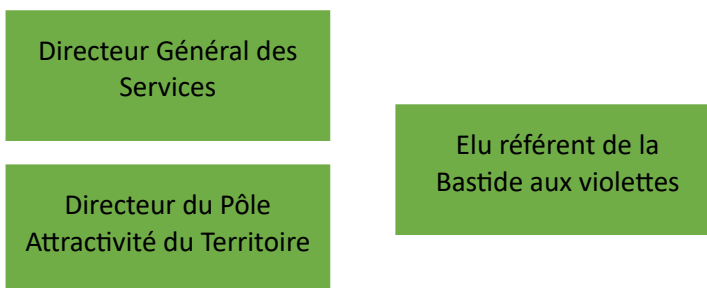 Directeur Général des
Services
Directeur du Pôle
Attractivité du Territoire
Elu référent de la
Bastide aux violettes